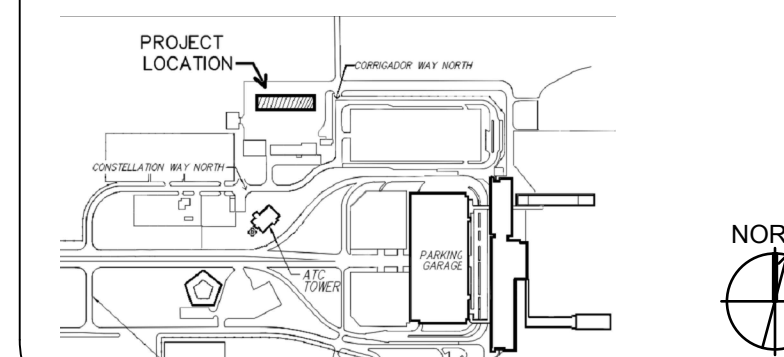 PROJECT
LOCATION
CORRIGADOR WAY NORTH
CONSTELLATION WAY NORTH
PARKING
GARAGE
ATC
TOWER
NOR